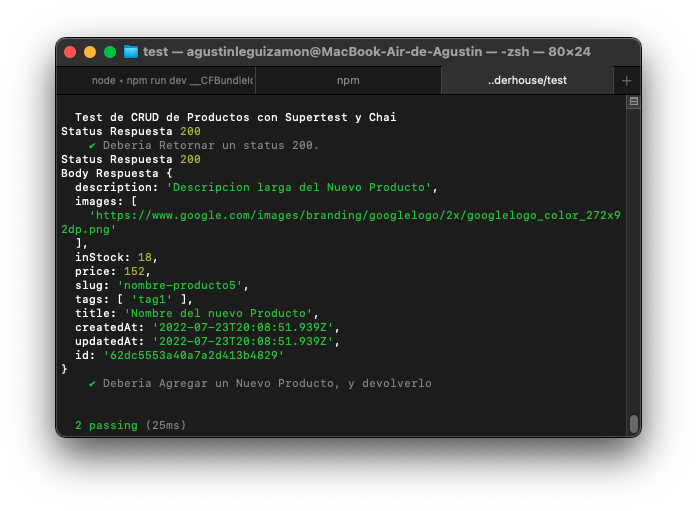 test — agustinleguizamon@MacBook-Air-de-Agustin — -zsh — 80×24
node ◂ npm run dev __CFBundleIc
npm
..derhouse/test
+
Test de CRUD de Productos con Supertest y Chai
Status Respuesta 200
✔ Deberia Retornar un status 200.
Status Respuesta 200
Body Respuesta {
description: 'Descripcion larga del Nuevo Producto',
images: [
'https://www.google.com/images/branding/googlelogo/2x/googlelogo_color_272x9
2dp.png'
],
inStock: 18,
price: 152,
slug: 'nombre-producto5',
tags: [ 'tag1' ],
title: 'Nombre del nuevo Producto',
createdAt: '2022-07-23T20:08:51.939Z',
updatedAt: '2022-07-23T20:08:51.939Z',
id: '62dc5553a40a7a2d413b4829'
}
✔ Deberia Agregar un Nuevo Producto, y devolverlo
2 passing (25ms)